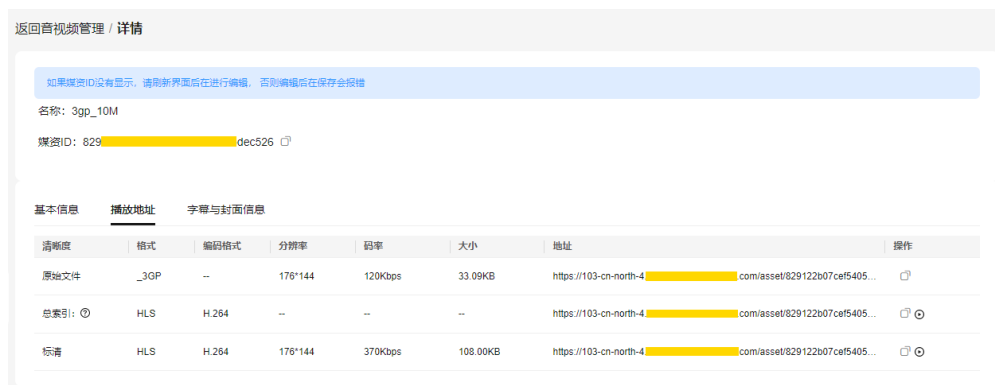 返回音视频管理 / 详情
如果媒资ID没有显示，请刷新界面后在进行编辑， 否则编辑后在保存会报错
名称：3gp_10M
媒资ID：829 dec526
基本信息 播放地址 字幕与封面信息
清晰度 格式 编码格式 分辨率 码率 大小 地址 操作
原始文件 _3GP -- 176*144 120Kbps 33.09KB https://103-cn-north-4. com/asset/829122b07cef5405...
总索引： HLS H.264 -- -- -- https://103-cn-north-4. com/asset/829122b07cef5405...
标清 HLS H.264 176*144 370Kbps 108.00KB https://103-cn-north-4. com/asset/829122b07cef5405...